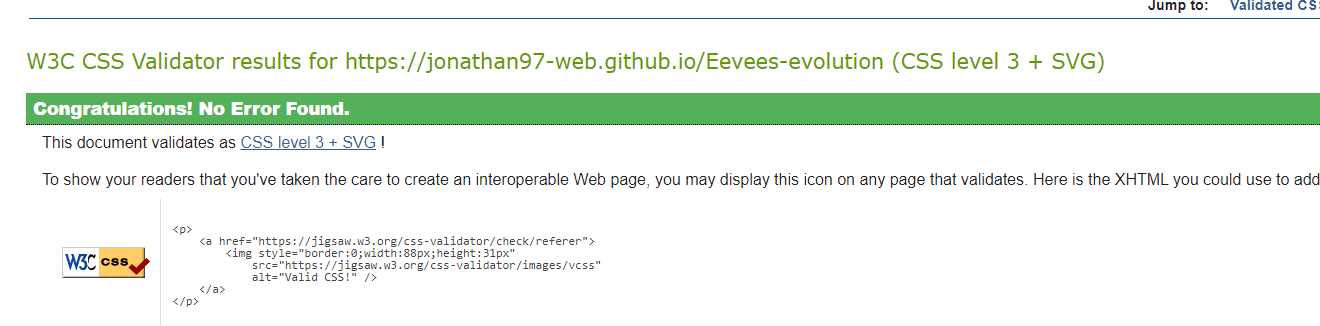 Jump to: Validated CS
W3C CSS Validator results for https://jonathan97-web.github.io/Eevees-evolution (CSS level 3 + SVG)
Congratulations! No Error Found.
This document validates as CSS level 3 + SVG !
To show your readers that you've taken the care to create an interoperable Web page, you may display this icon on any page that validates. Here is the XHTML you could use to add
<p>
<a href="https://jigsaw.w3.org/css-validator/check/referer">
<img style="border:0;width:88px;height:31px"
src="https://jigsaw.w3.org/css-validator/images/vcss"
alt="Valid CSS!" />
</a>
</p>
W3C css